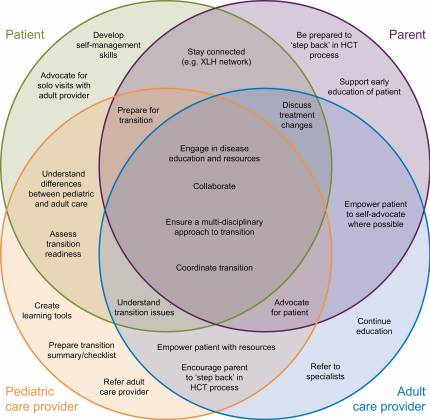 Patient
Parent
Develop
self-management
skills
Be prepared to
'step back' in HCT
process
Stay connected
(e.g. XLH network)
Advocate for
solo visits with
adult provider
Support early
education of patient
Prepare for
transition
Discuss
treatment
changes
Engage in disease
education and resources
Collaborate
Understand
differences
between pediatric
and adult care
Empower patient
to self-advocate
where possible
Ensure a multi-disciplinary
approach to transition
Assess
transition
readiness
Coordinate transition
Understand
transition issues
Advocate
for patient
Create
learning tools
Continue
education
Prepare transition
summary/checklist
Empower patient with resources
Encourage parent
to 'step back' in
HCT process
Refer to
specialists
Refer adult
care provider
Pediatric
care provider
Adult
care provider